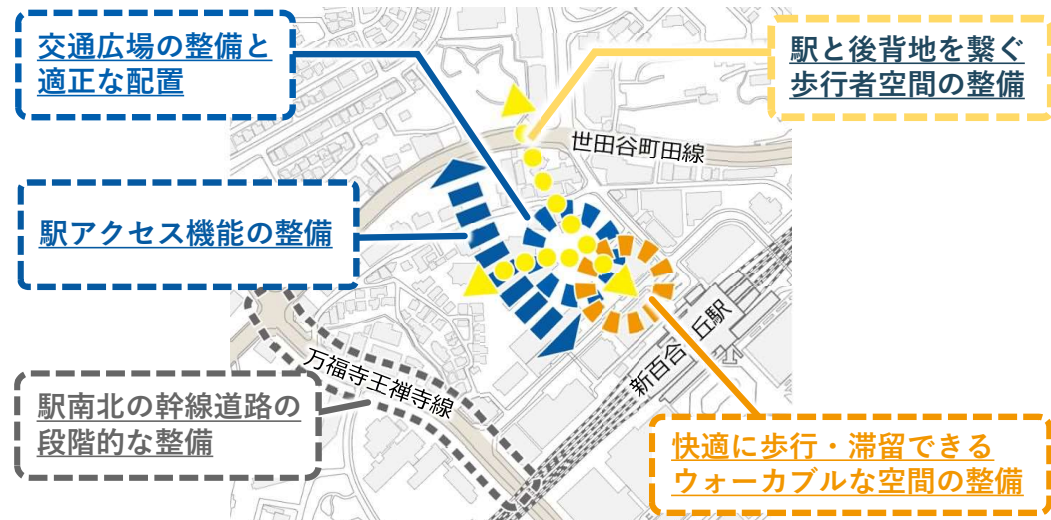 交通広場の整備と
適正な配置
駅と後背地を繋ぐ
歩行者空間の整備
世田谷町田線
駅アクセス機能の整備
新百合ヶ丘駅
万福寺王禅寺線
駅南北の幹線道路の
段階的な整備
快適に歩行・滞留できる
ウォーカブルな空間の整備